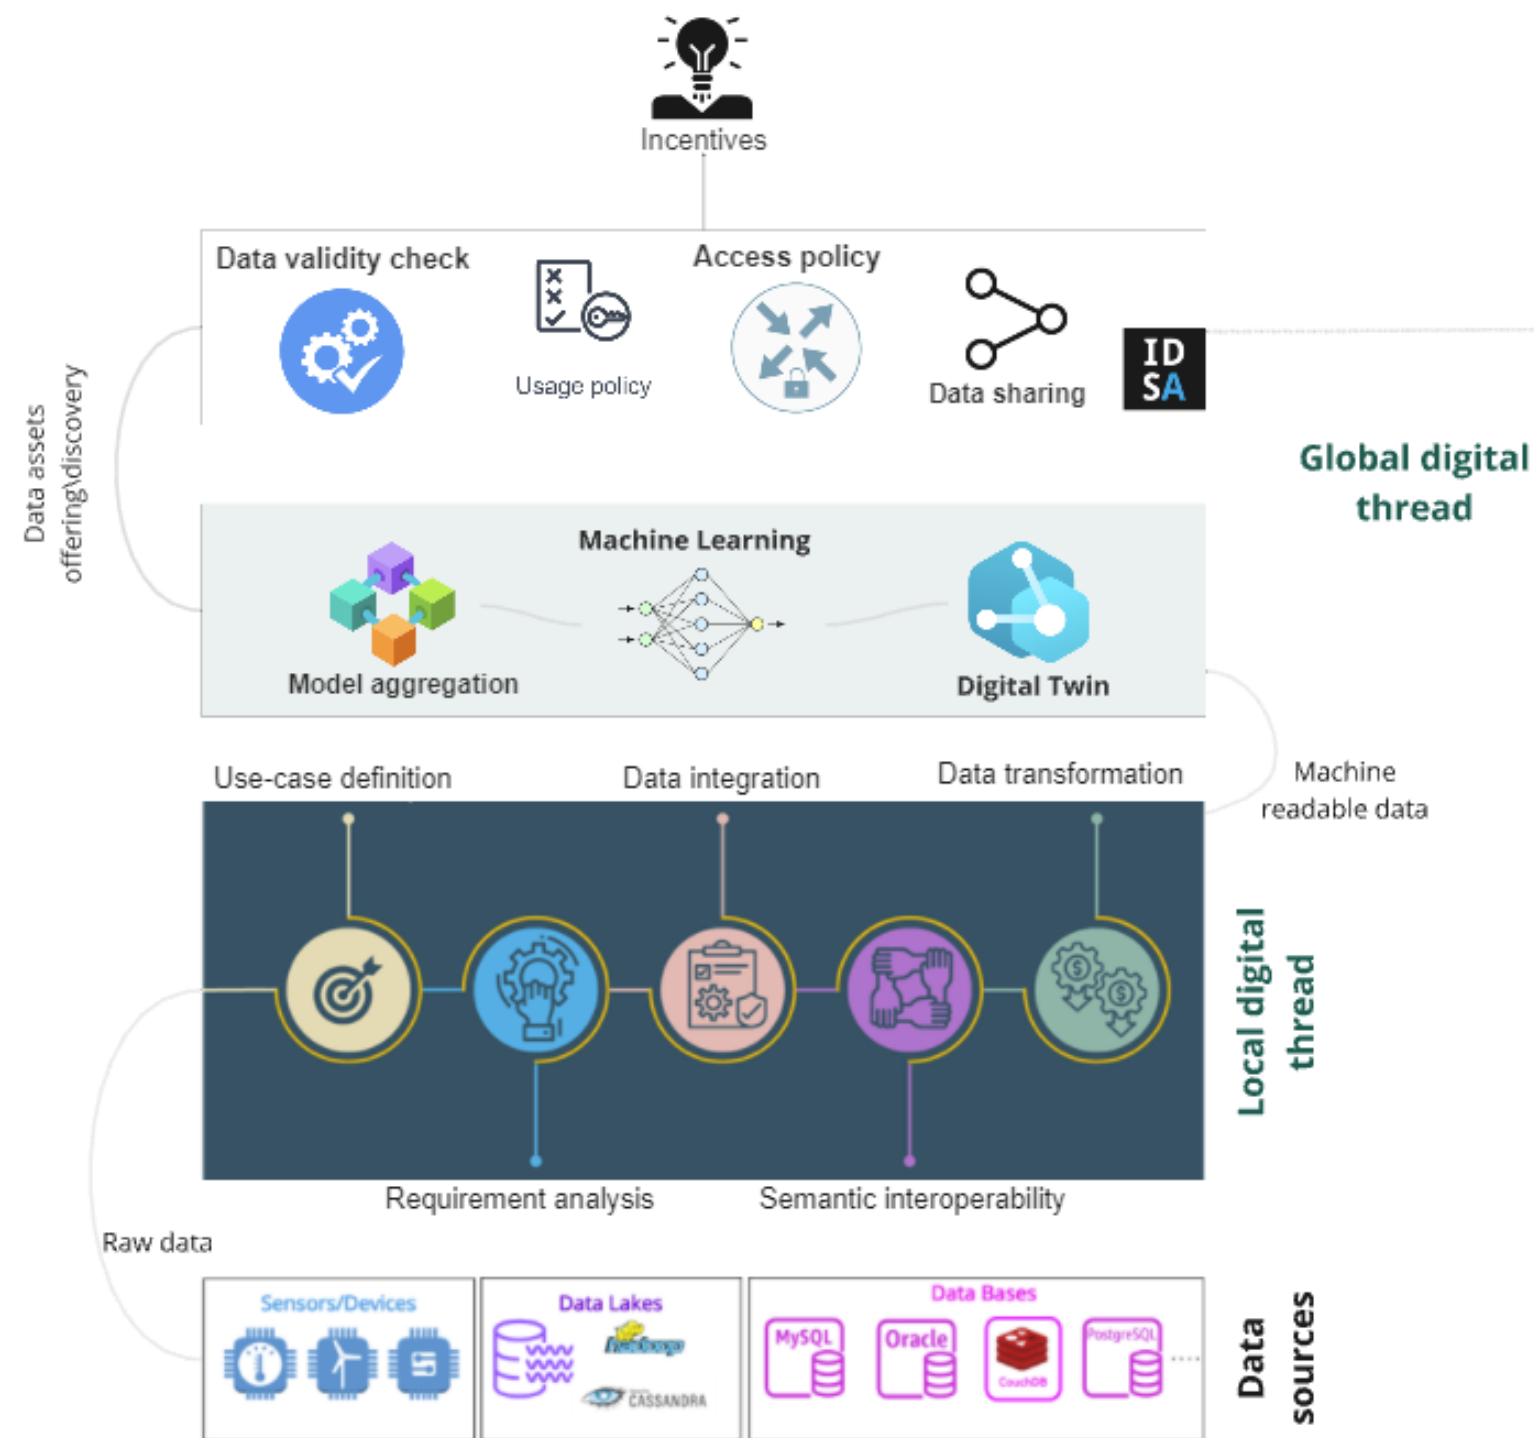 Incentives
Data validity check
Access policy
Usage policy
Data sharing
ID
SA
Data assets
offering\discovery
Global digital
thread
Machine Learning
Model aggregation
Digital Twin
Use-case definition
Data integration
Data transformation
Machine
readable data
Local digital
thread
Requirement analysis
Semantic interoperability
Raw data
Sensors/Devices
Data Lakes
Data Bases
hadoop
CASSANDRA
MySQL
Oracle
CouchDB
PostgreSQL
....
Data
sources